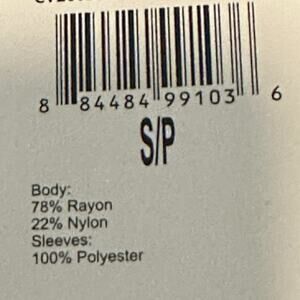 8 84484 99103 6
S/P
Body:
78% Rayon
22% Nylon
Sleeves:
100% Polyester